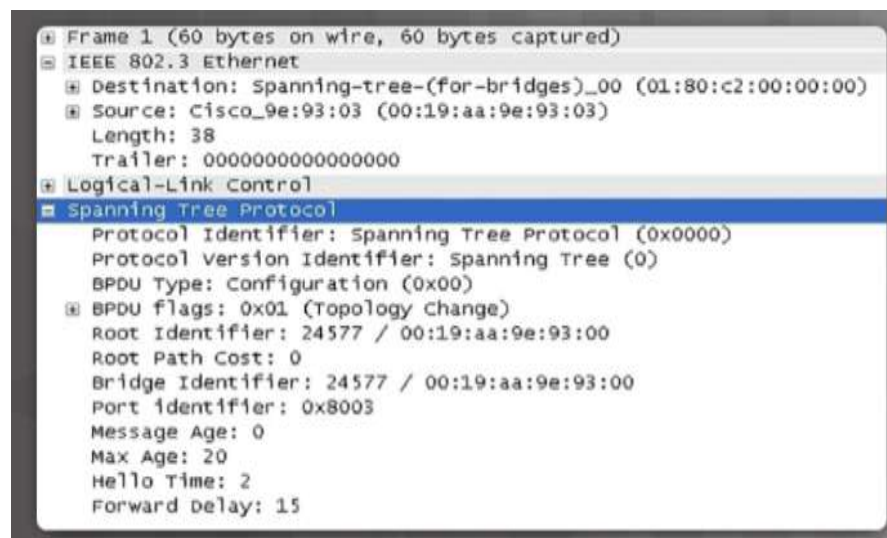 Frame 1 (60 bytes on wire, 60 bytes captured)
IEEE 802.3 Ethernet
Destination: Spanning-tree-(for-bridges)_00 (01:80:c2:00:00:00)
Source: Cisco_9e:93:03 (00:19:aa:9e:93:03)
Length: 38
Trailer: 0000000000000000
Logical-Link Control
Spanning Tree Protocol
Protocol Identifier: Spanning Tree Protocol (0x0000)
Protocol Version Identifier: Spanning Tree (0)
BPDU Type: Configuration (0x00)
BPDU flags: 0x01 (Topology Change)
Root Identifier: 24577 / 00:19:aa:9e:93:00
Root Path Cost: 0
Bridge Identifier: 24577 / 00:19:aa:9e:93:00
Port identifier: 0x8003
Message Age: 0
Max Age: 20
Hello Time: 2
Forward Delay: 15